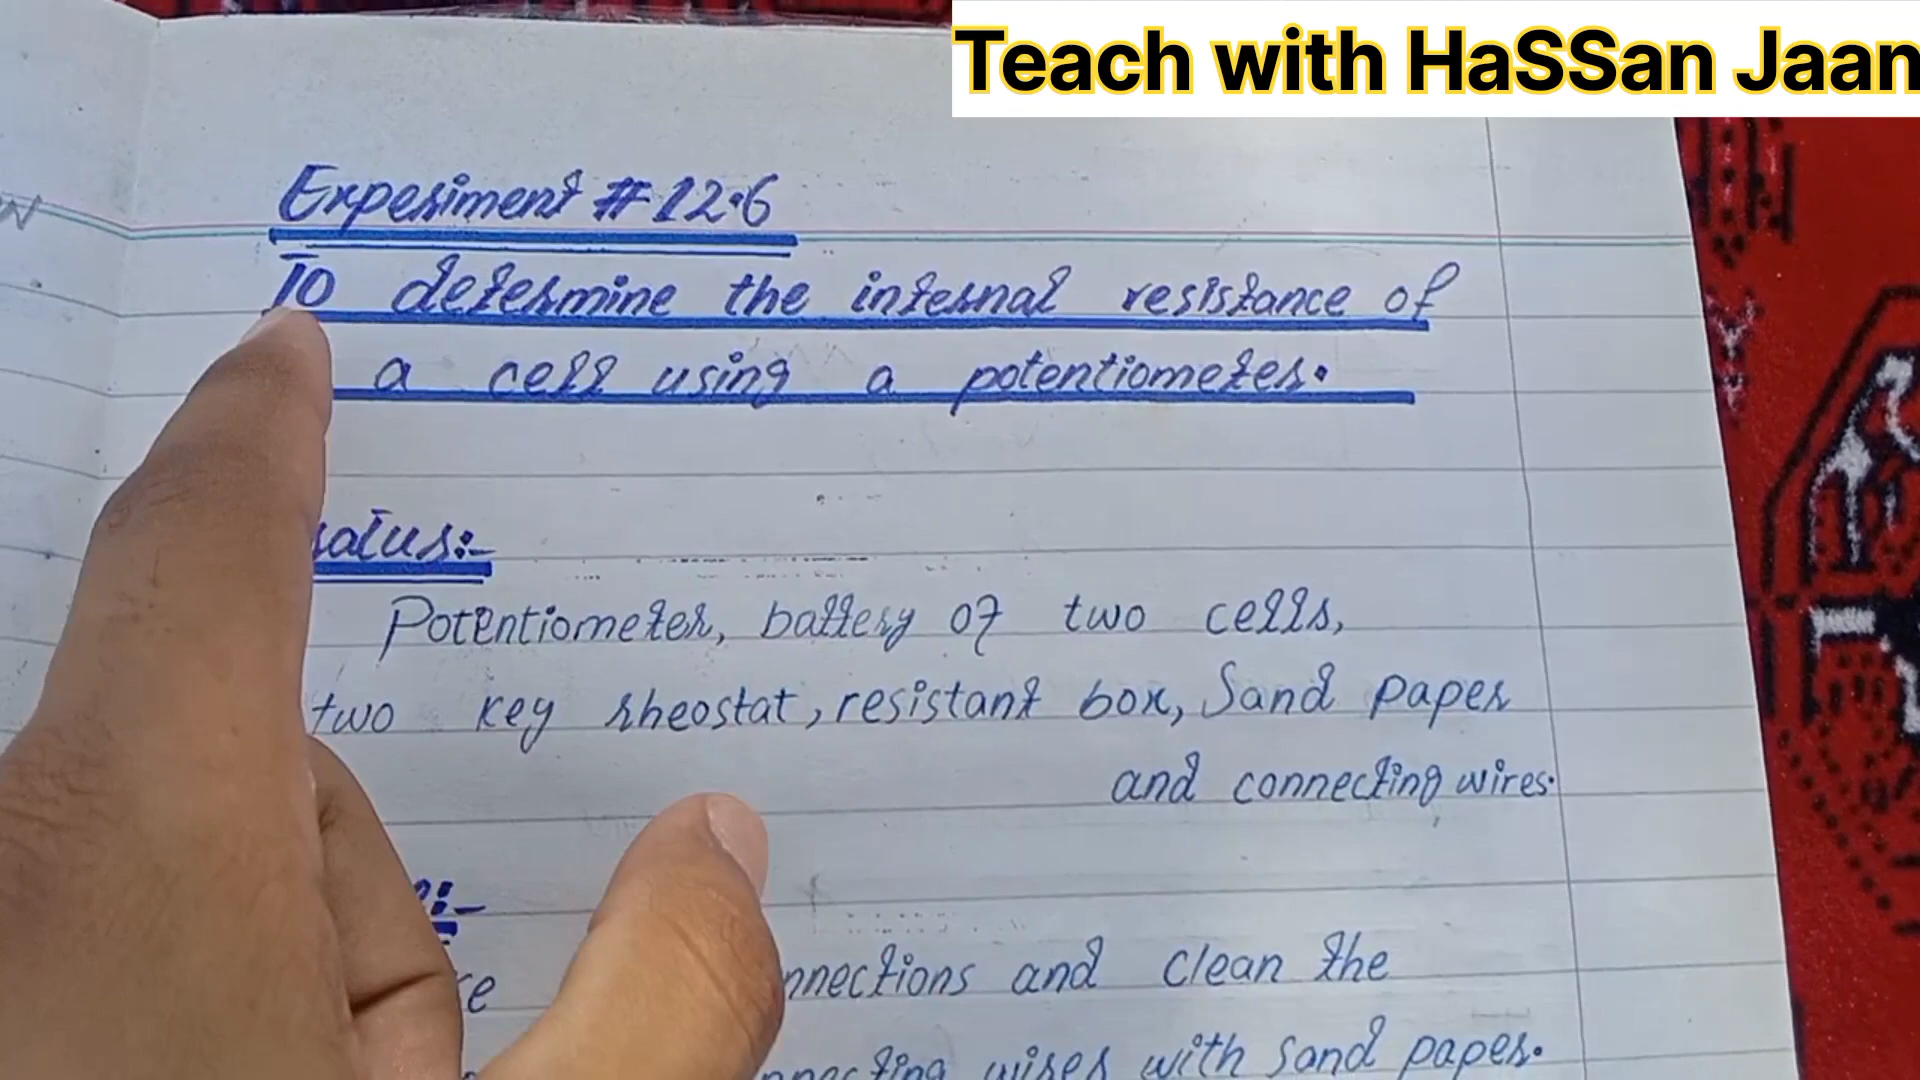 Teach with HaSSan Jaan
Experiment # 12.6
To determine the internal resistance of
a cell using a potentiometer.
ratus:-
Potentiometer, battery of two cells,
two key rheostat, resistant box, Sand paper
and connecting wires.
nnections and clean the
wires with sand paper.